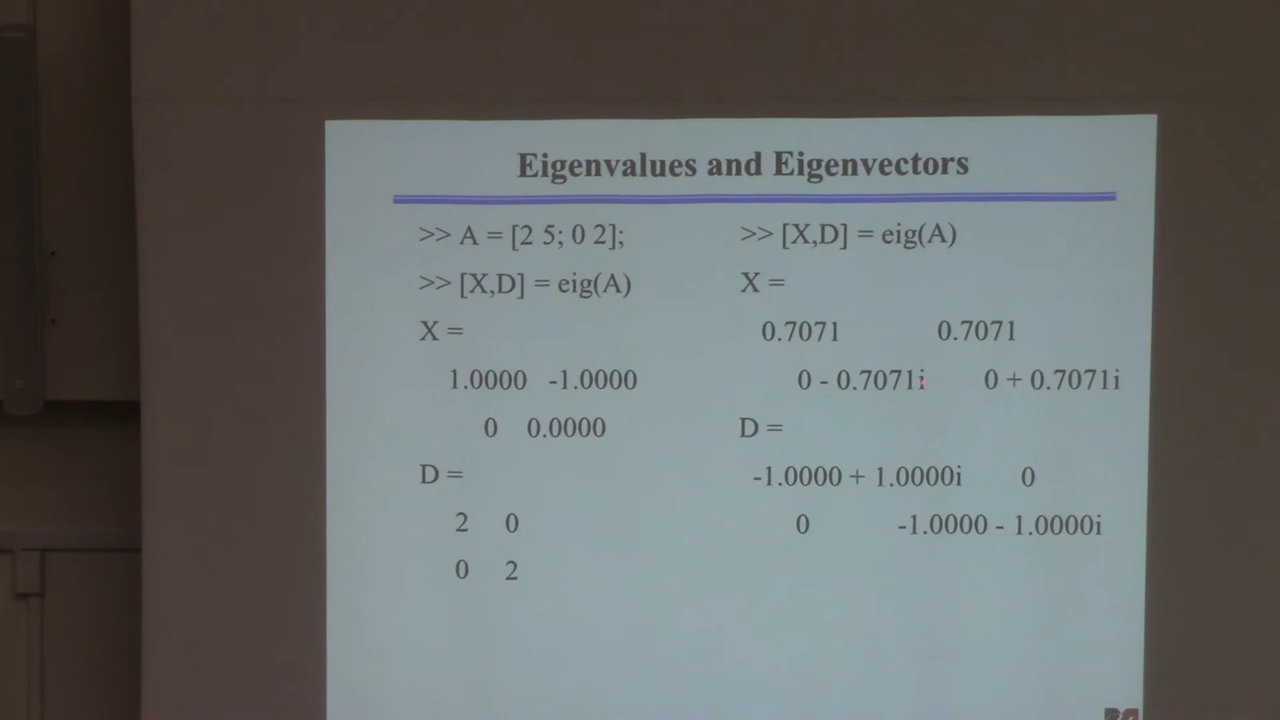 Eigenvalues and Eigenvectors
>> A = [2 5; 0 2];
>> [X,D] = eig(A)
X =
1.0000 -1.0000
0 0.0000
D =
2 0
0 2
>> [X,D] = eig(A)
X =
0.7071 0.7071
0 - 0.7071i 0 + 0.7071i
D =
-1.0000 + 1.0000i 0
0 -1.0000 - 1.0000i